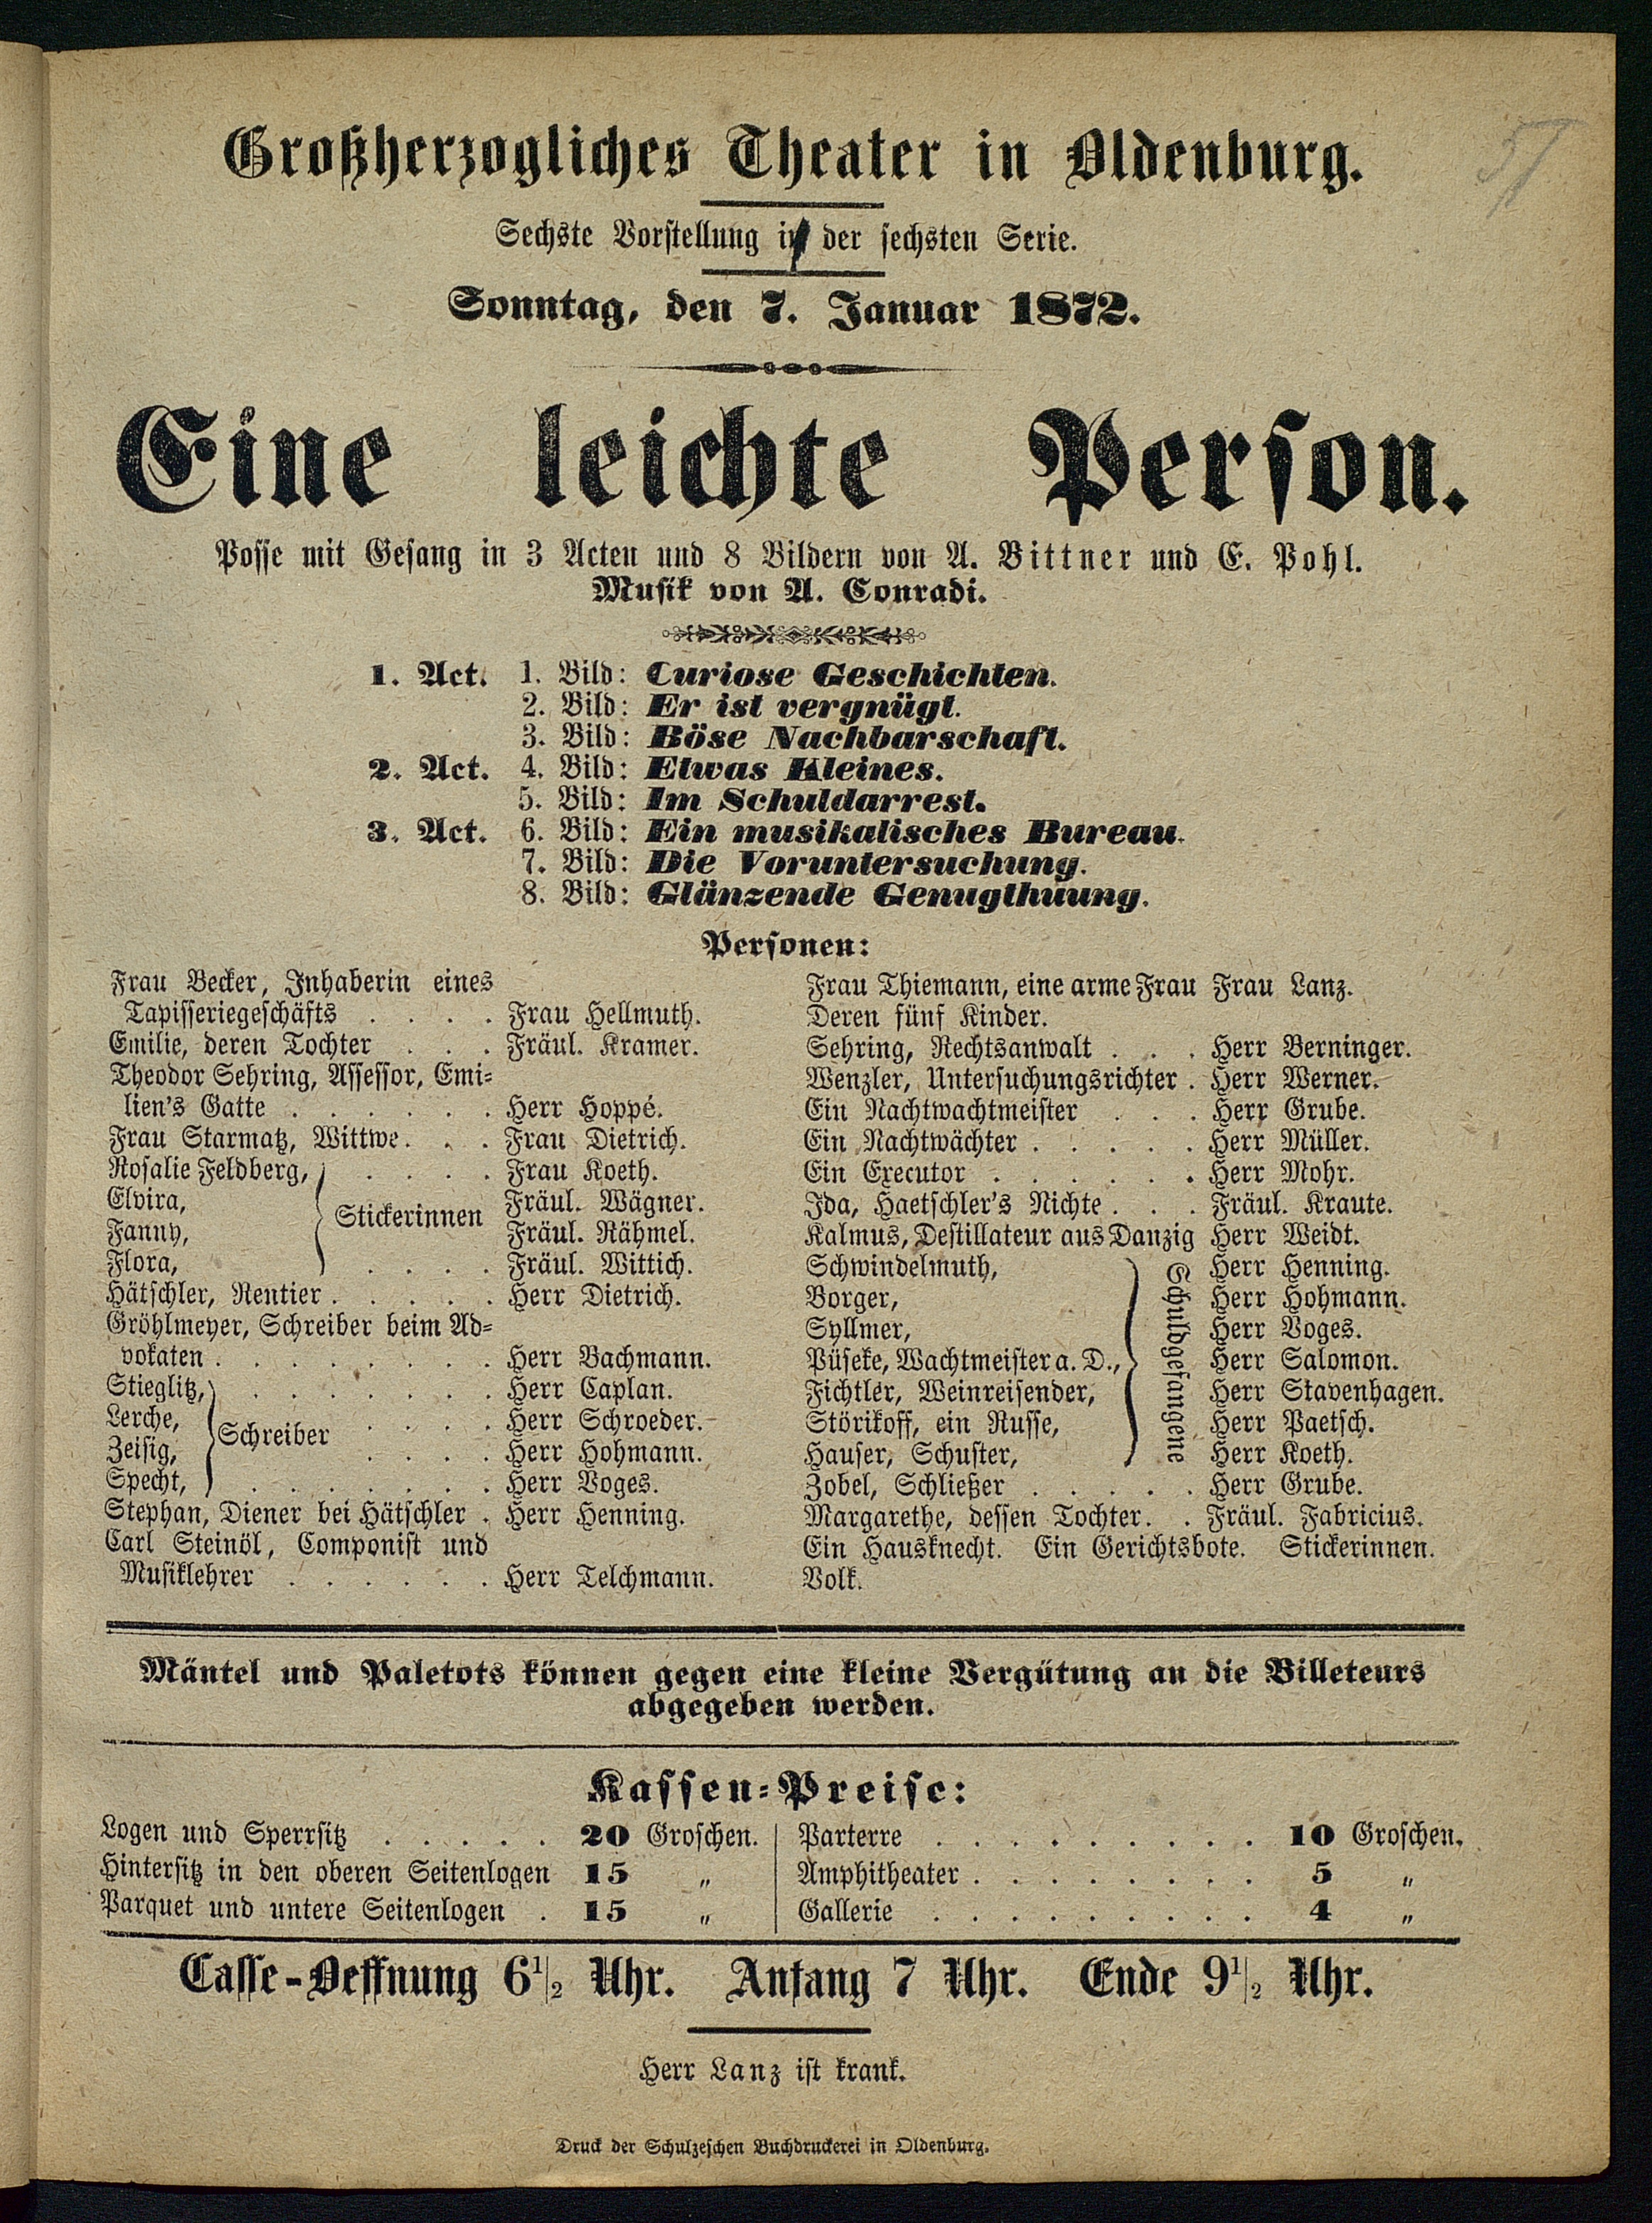 57
Großherzogliches Theater in Oldenburg.
Sechste Vorstellung in der sechsten Serie.
Sonntag, den 7. Januar 1872.
Eine leichte Person.
Posse mit Gesang in 3 Acten und 8 Bildern von A. Bittner und E. Pohl.
Musik von A. Conradi.
1. Act. 1. Bild: Curiose Geschichten.
2. Bild: Er ist vergnügt.
3. Bild: Böse Nachbarschaft.
2. Act. 4. Bild: Etwas Kleines.
5. Bild: Im Schuldarrest.
3. Act. 6. Bild: Ein musikalisches Bureau.
7. Bild: Die Voruntersuchung.
8. Bild: Glänzende Genugthuung.
Personen:
Frau Becker, Inhaberin eines
Tapisseriegeschäfts . . . . Frau Hellmuth.
Emilie, deren Tochter . . . Fräul. Kramer.
Theodor Sehring, Assessor, Emi-
lien's Gatte . . . . . . Herr Hoppé.
Frau Starmatz, Wittwe . . . Frau Dietrich.
Rosalie Feldberg, . . . . Frau Koeth.
Elvira, Fräul. Wägner.
Stickerinnen
Fanny, Fräul. Rähmel.
Flora, . . . . Fräul. Wittich.
Hätschler, Rentier . . . . . Herr Dietrich.
Gröhlmeyer, Schreiber beim Ad-
vokaten . . . . . . . . Herr Bachmann.
Stieglitz, . . . . . . . Herr Caplan.
Lerche, . . . . Herr Schroeder.
Schreiber
Zeisig, . . . . Herr Hohmann.
Specht, . . . . . . . Herr Voges.
Stephan, Diener bei Hätschler . Herr Henning.
Carl Steinöl, Componist und
Musiklehrer . . . . . . Herr Telchmann.
Frau Thiemann, eine arme Frau Frau Lanz.
Deren fünf Kinder.
Sehring, Rechtsanwalt . . . Herr Berninger.
Wenzler, Untersuchungsrichter . Herr Werner.
Ein Nachtwachtmeister . . . Herr Grube.
Ein Nachtwächter . . . . . Herr Müller.
Ein Executor . . . . . . Herr Mohr.
Ida, Haetschler's Nichte . . . Fräul. Kraute.
Kalmus, Destillateur aus Danzig Herr Weidt.
Schwindelmuth, Herr Henning.
Borger, Herr Hohmann.
Syllmer, Herr Voges.
Püseke, Wachtmeister a. D., Herr Salomon.
Schuldgefangene
Fichtler, Weinreisender, Herr Stavenhagen.
Störikoff, ein Russe, Herr Paetsch.
Hauser, Schuster, Herr Koeth.
Zobel, Schließer . . . . . Herr Grube.
Margarethe, dessen Tochter . . Fräul. Fabricius.
Ein Hausknecht. Ein Gerichtsbote. Stickerinnen.
Volk.
Mäntel und Paletots können gegen eine kleine Vergütung an die Billeteurs
abgegeben werden.
Kassen-Preise:
Logen und Sperrsitz . . . . . 20 Groschen.
Hintersitz in den oberen Seitenlogen 15 „
Parquet und untere Seitenlogen . 15 „
Parterre . . . . . . . . . 10 Groschen.
Amphitheater . . . . . . . . 5 „
Gallerie . . . . . . . . . 4 „
Casse-Oeffnung 6 1/2 Uhr. Anfang 7 Uhr. Ende 9 1/2 Uhr.
Herr Lanz ist krank.
Druck der Schulzeschen Buchdruckerei in Oldenburg.